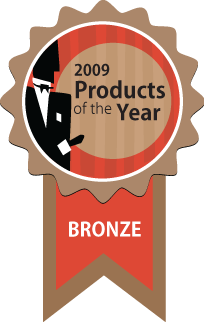 2009
Products
of the Year
BRONZE